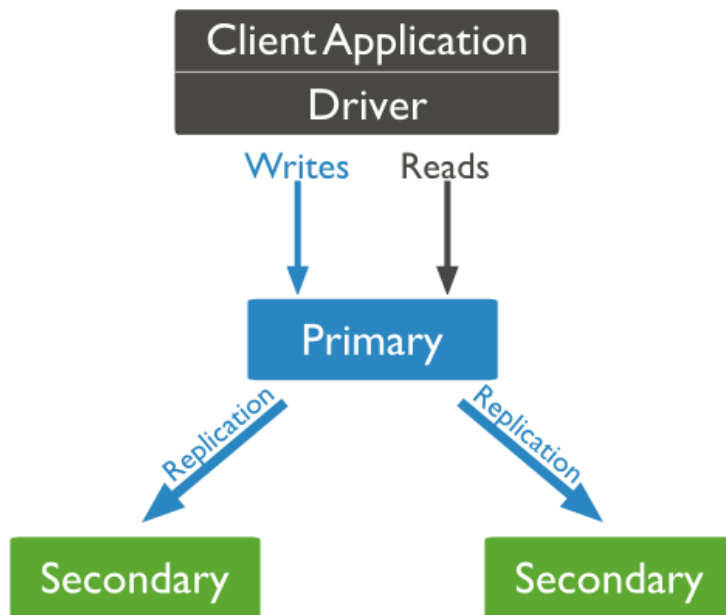 Client Application
Driver
Writes
Reads
Primary
Replication
Replication
Secondary
Secondary